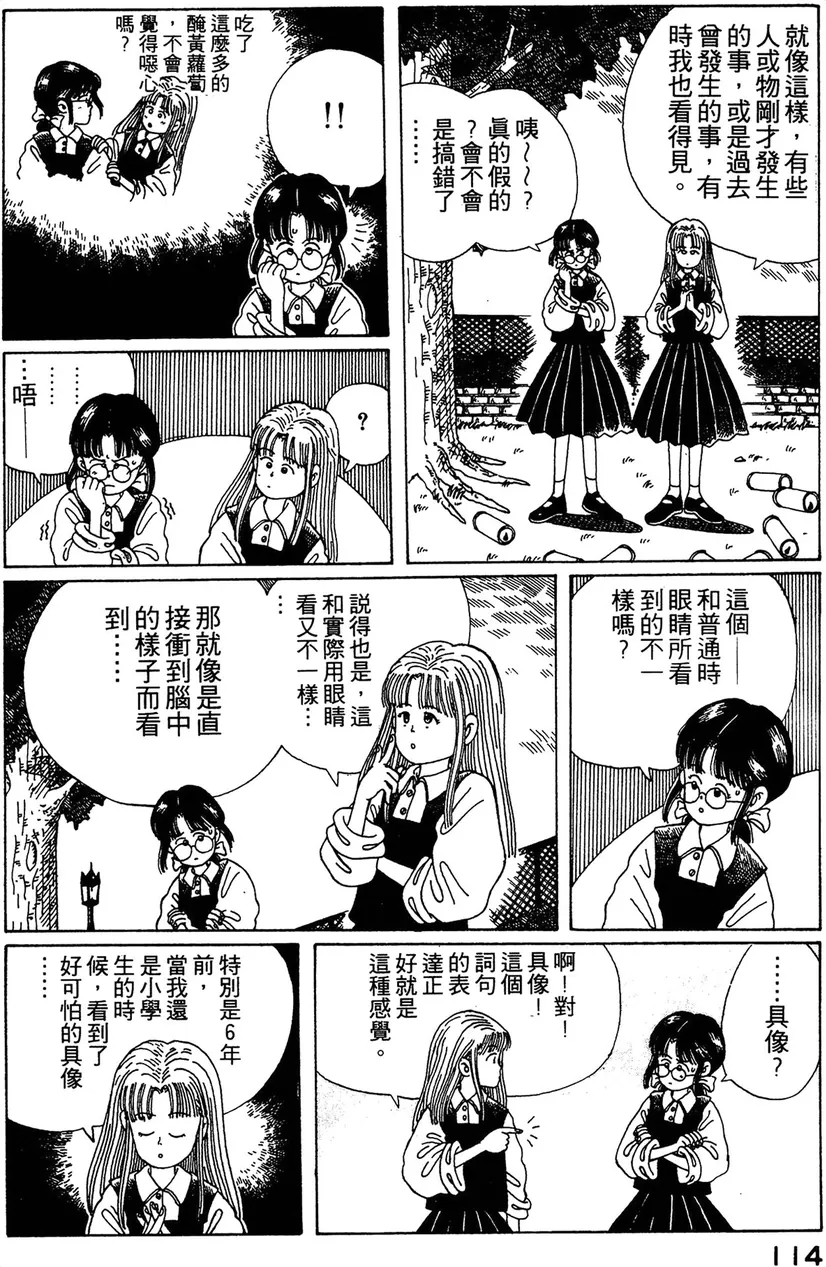 就像這樣，有些
人或物剛才發生
的事，或是過去
曾發生的事，有
時我也看得見。
咦～～？
真的假的
？會不會
是搞錯了
……
！！
吃了
這麼多的
醃黃蘿蔔
，不會
覺得噁心
嗎？
？
……
……
唔——
這個——
和普通時
眼睛所看
到的不一
樣嗎？
說得也是，這
和實際用眼睛
看又不一樣…
…
那就像是直
接衝到腦中
的樣子而看
到……
……具像？
啊！對！
具像！
這個
詞句
的表
達正
好就是
這種感覺。
特別是6年
前，
當我還
是小學
生的時
候，看到了
好可怕的具像
……
114